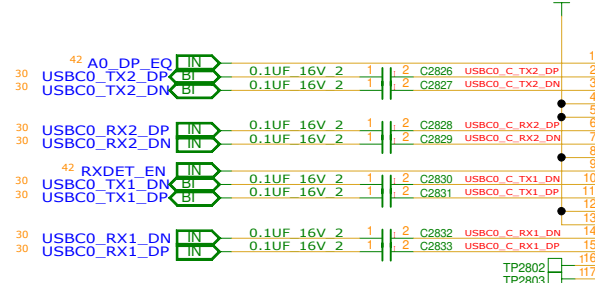 42 A0_DP_EQ IN 1
30 USBC0_TX2_DP BI 0.1UF 16V 2 1 2 C2826 USBC0_C_TX2_DP 2
30 USBC0_TX2_DN BI 0.1UF 16V 2 1 2 C2827 USBC0_C_TX2_DN 3
4
5
30 USBC0_RX2_DP IN 0.1UF 16V 2 1 2 C2828 USBC0_C_RX2_DP 6
30 USBC0_RX2_DN IN 0.1UF 16V 2 1 2 C2829 USBC0_C_RX2_DN 7
8
42 RXDET_EN IN 9
30 USBC0_TX1_DN BI 0.1UF 16V 2 1 2 C2830 USBC0_C_TX1_DN 10
30 USBC0_TX1_DP BI 0.1UF 16V 2 1 2 C2831 USBC0_C_TX1_DP 11
12
13
30 USBC0_RX1_DN IN 0.1UF 16V 2 1 2 C2832 USBC0_C_RX1_DN 14
30 USBC0_RX1_DP IN 0.1UF 16V 2 1 2 C2833 USBC0_C_RX1_DP 15
TP2802 1 16
TP2803 1 17